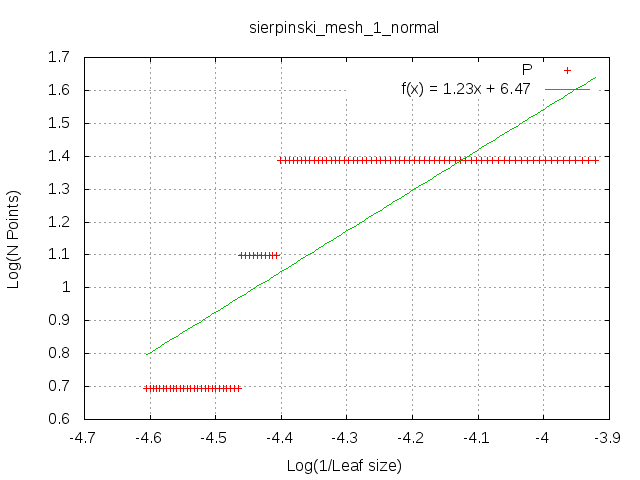 sierpinski_mesh_1_normal
1.7
1.6
1.5
1.4
1.3
1.2
1.1
1
0.9
0.8
0.7
0.6
Log(N Points)
P
f(x) = 1.23x + 6.47
-4.7 -4.6 -4.5 -4.4 -4.3 -4.2 -4.1 -4 -3.9
Log(1/Leaf size)